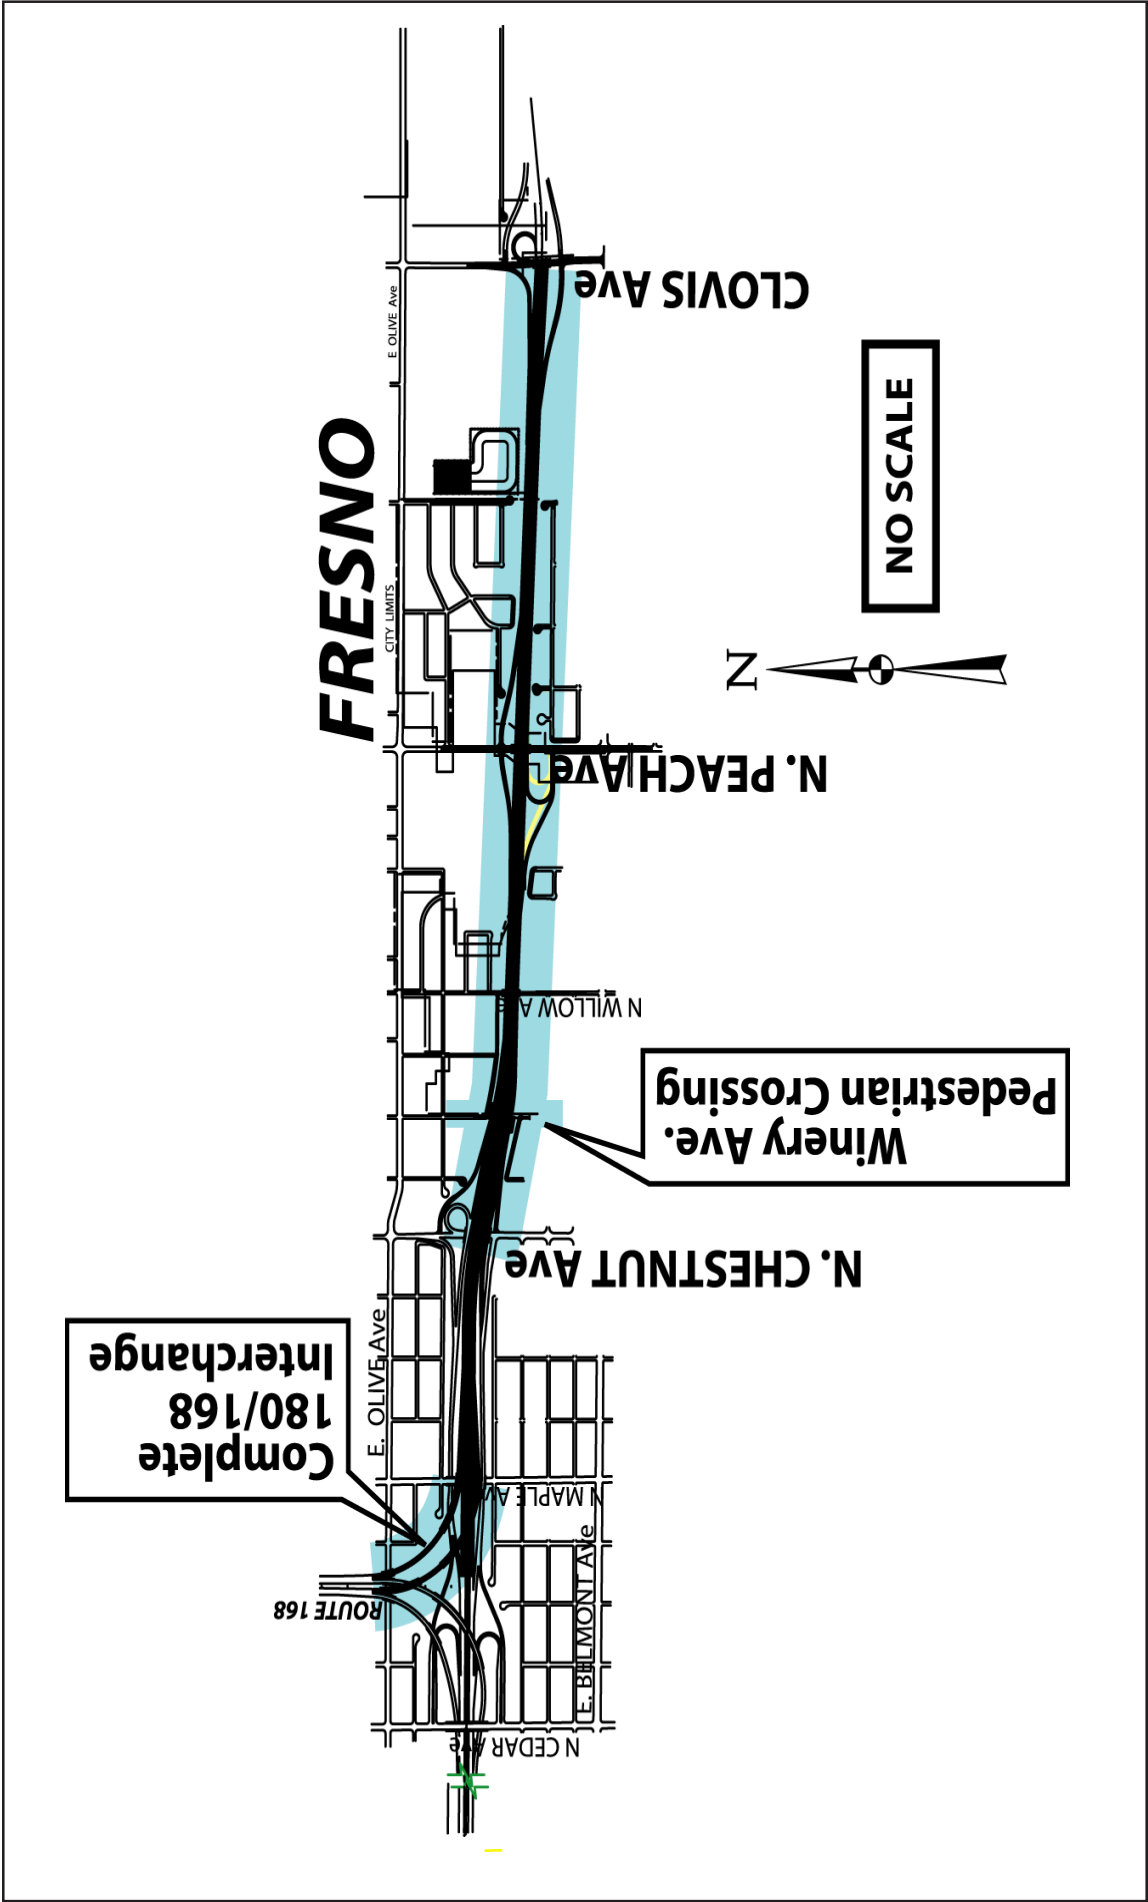 CLOVIS Ave
E OLIVE Ave
FRESNO
NO SCALE
CITY LIMITS
N
N. PEACH Ave
N WILLOW Ave
Winery Ave.
Pedestrian Crossing
N. CHESTNUT Ave
E. OLIVE Ave
Complete
180/168
Interchange
N MAPLE Av
ROUTE 168
E. BELMONT Ave
N CEDAR Ave